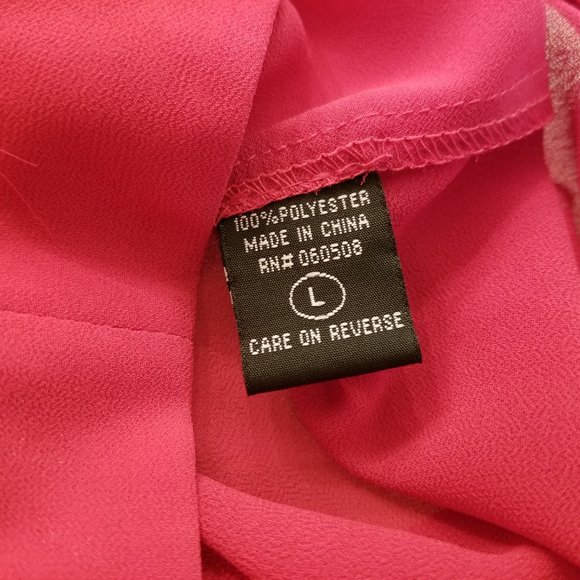 100%POLYESTER
MADE IN CHINA
RN# 060508
L
CARE ON REVERSE